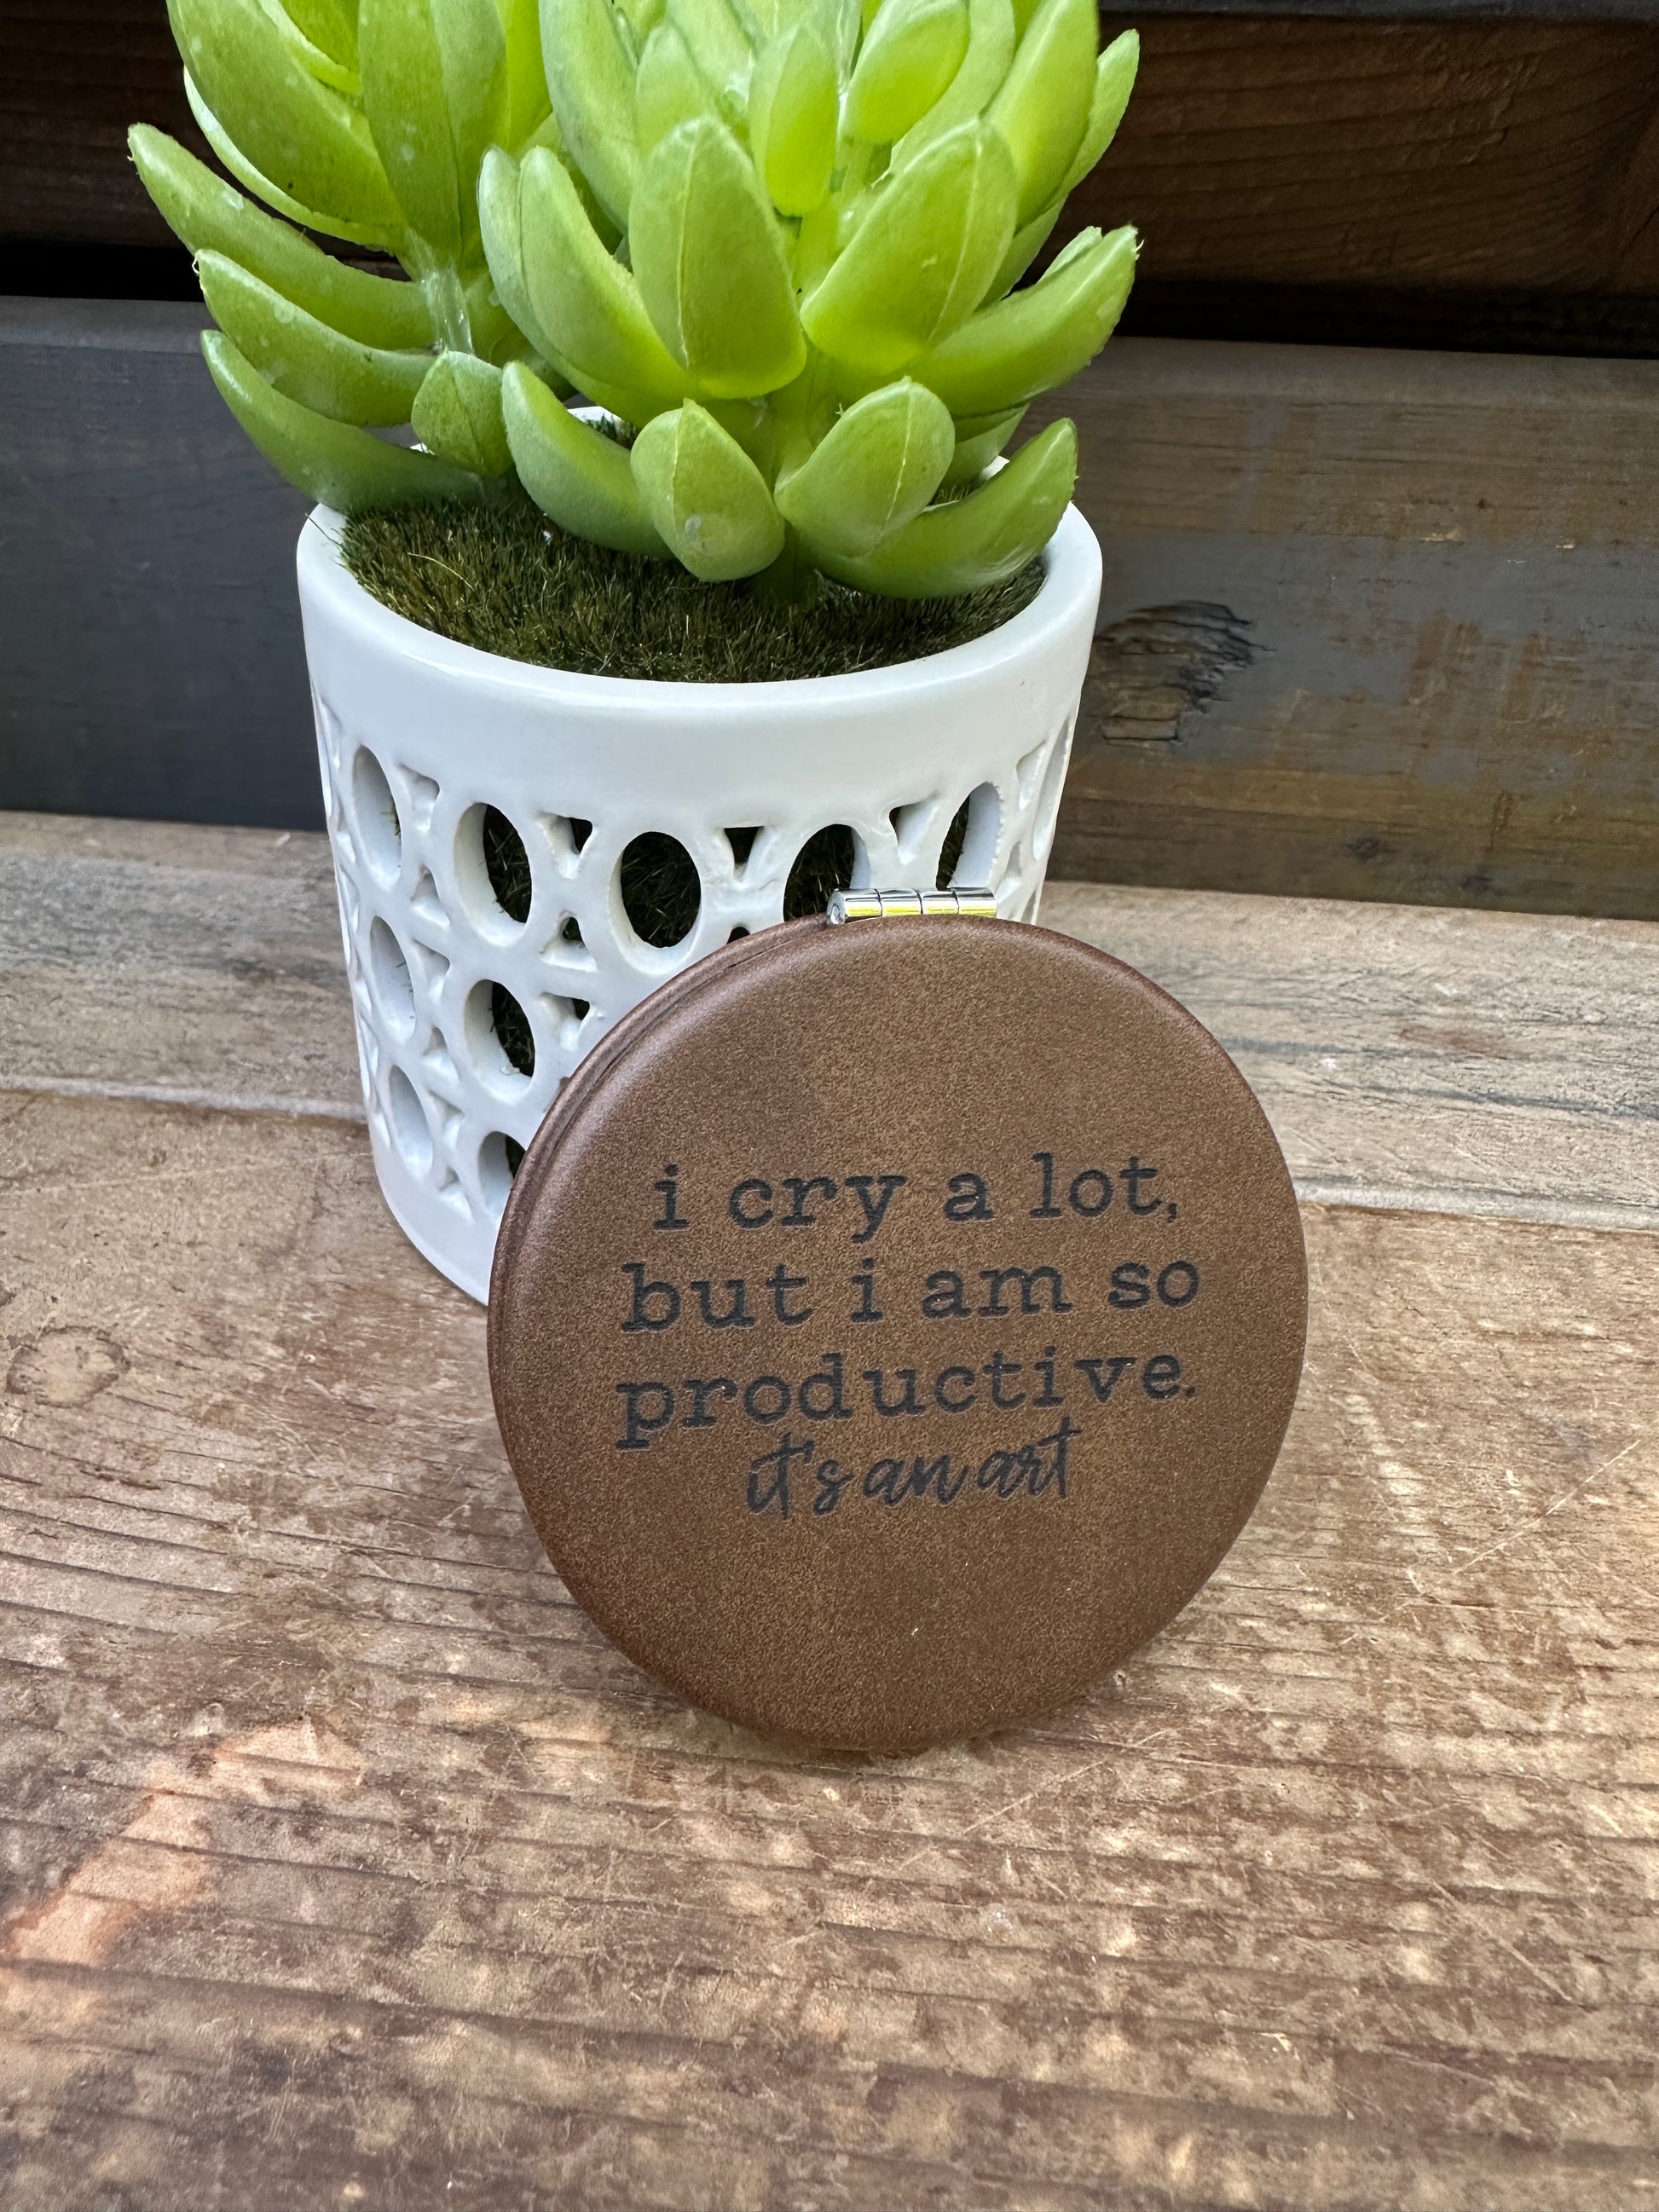 i cry a lot,
but i am so
productive.
it's an art